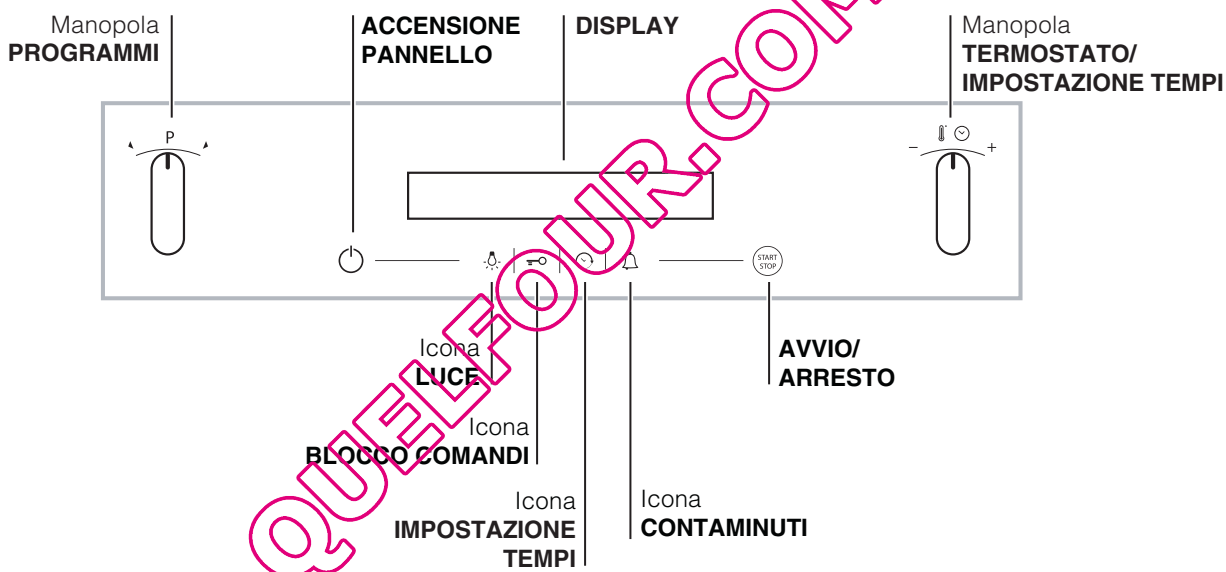 Manopola
PROGRAMMI
ACCENSIONE
PANNELLO
DISPLAY
Manopola
TERMOSTATO/
IMPOSTAZIONE TEMPI
P
-
+
START
STOP
Icona
LUCE
AVVIO/
ARRESTO
Icona
BLOCCO COMANDI
Icona
IMPOSTAZIONE
TEMPI
Icona
CONTAMINUTI
QUELFOUR.COM